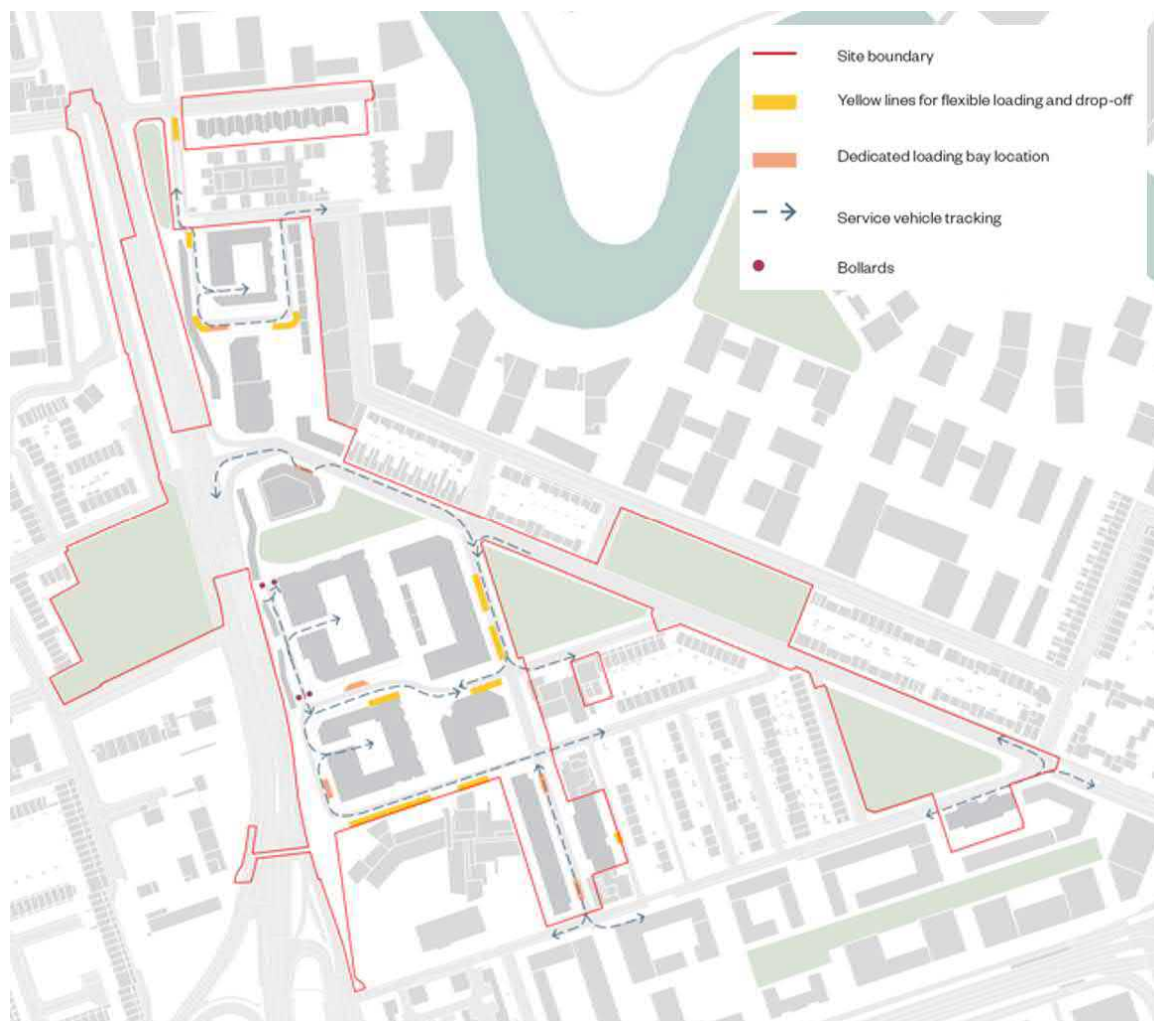 Site boundary
Yellow lines for flexible loading and drop-off
Dedicated loading bay location
Service vehicle tracking
Bollards